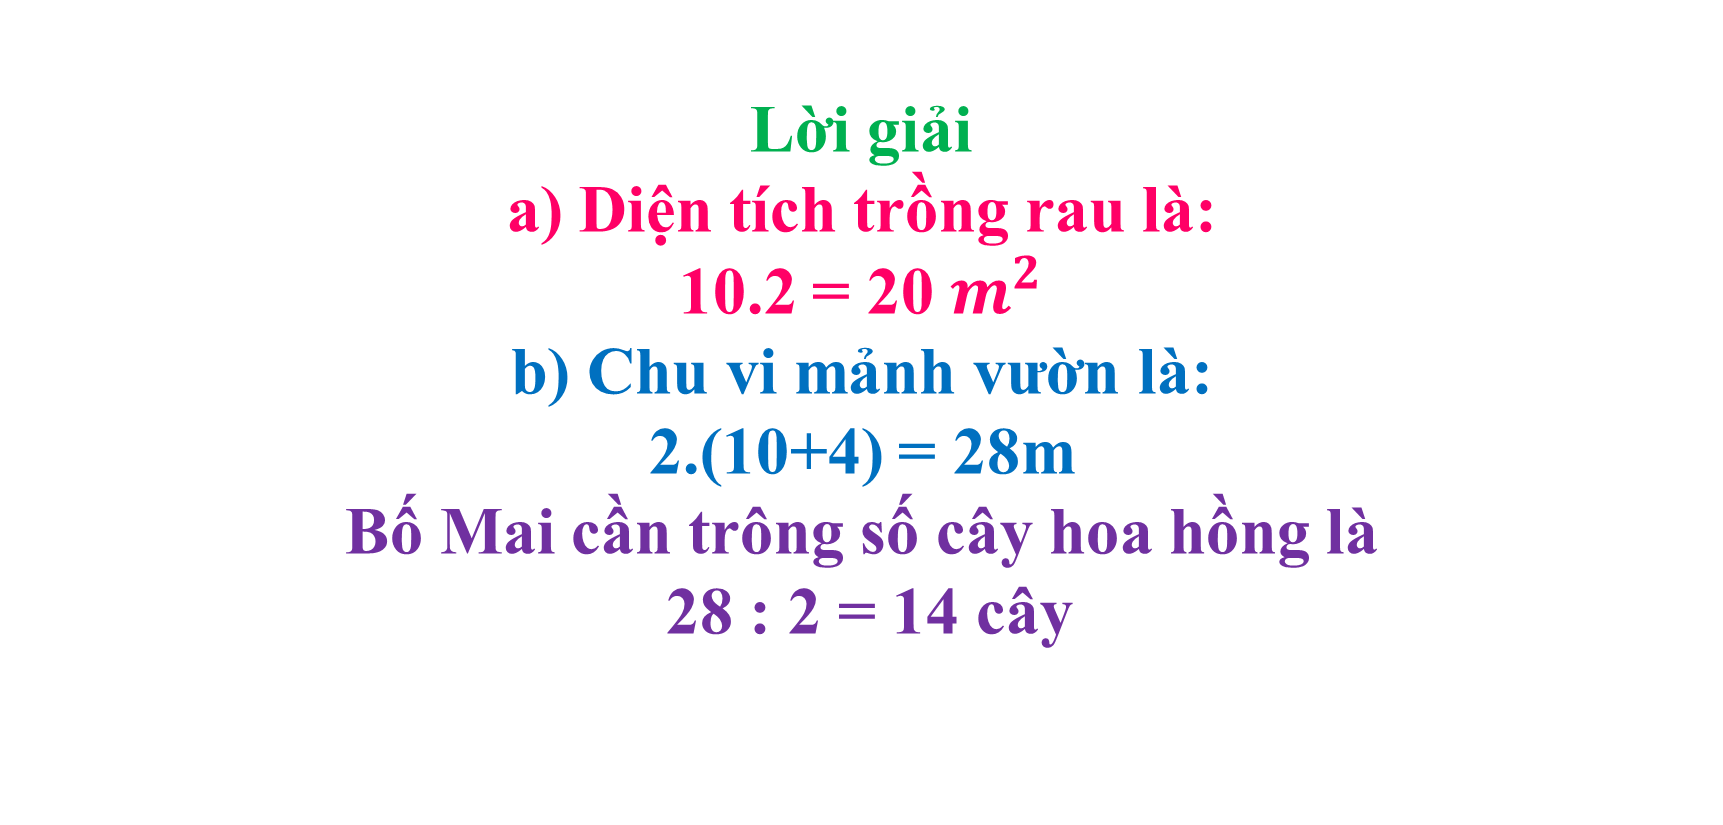 Lời giải
a) Diện tích trồng rau là:
10.2 = 20 m²
b) Chu vi mảnh vườn là:
2.(10+4) = 28m
Bố Mai cần trông số cây hoa hồng là
28 : 2 = 14 cây